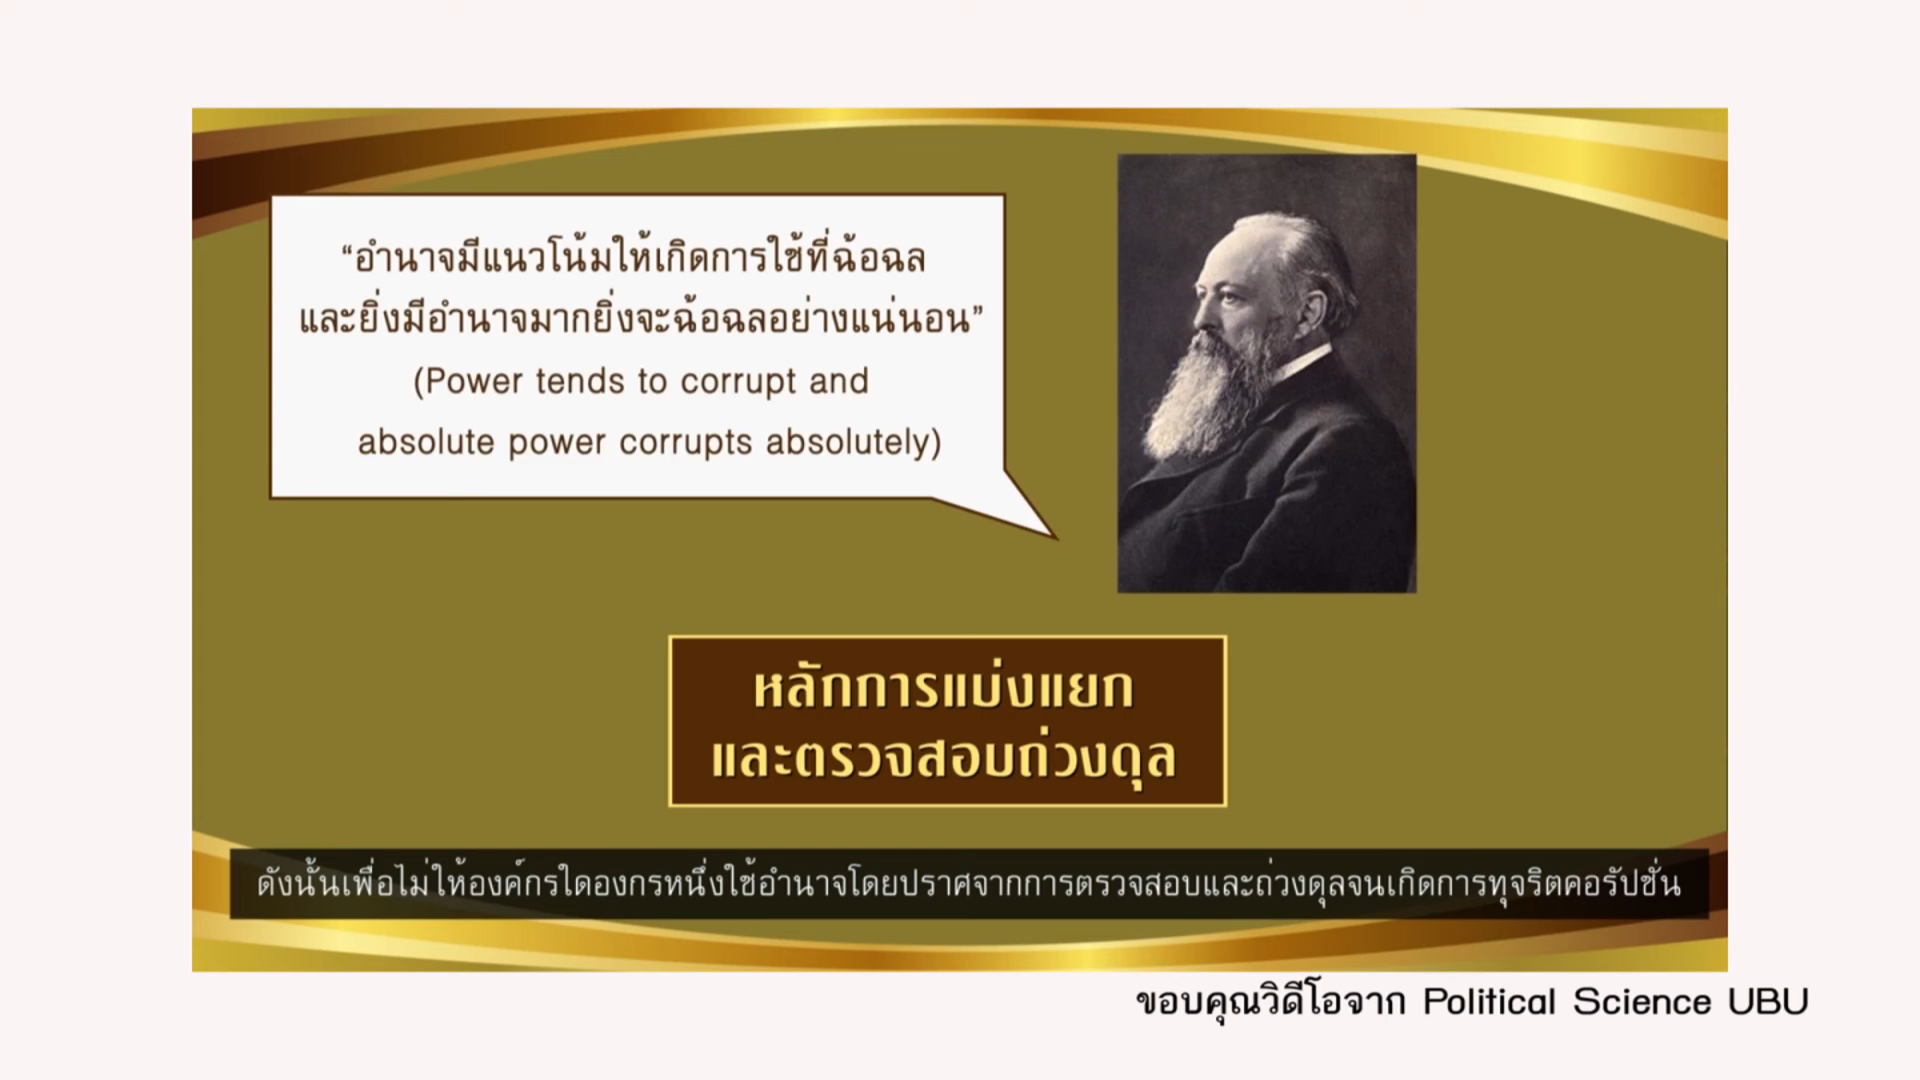 “อำนาจมีแนวโน้มให้เกิดการใช้ที่ฉ้อฉล
และยิ่งมีอำนาจมากยิ่งจะฉ้อฉลอย่างแน่นอน”
(Power tends to corrupt and
absolute power corrupts absolutely)
หลักการแบ่งแยก
และตรวจสอบถ่วงดุล
ดังนั้นเพื่อไม่ให้องค์กรใดองกรหนึ่งใช้อำนาจโดยปราศจากการตรวจสอบและถ่วงดุลจนเกิดการทุจริตคอรัปชั่น
ขอบคุณวิดีโอจาก Political Science UBU